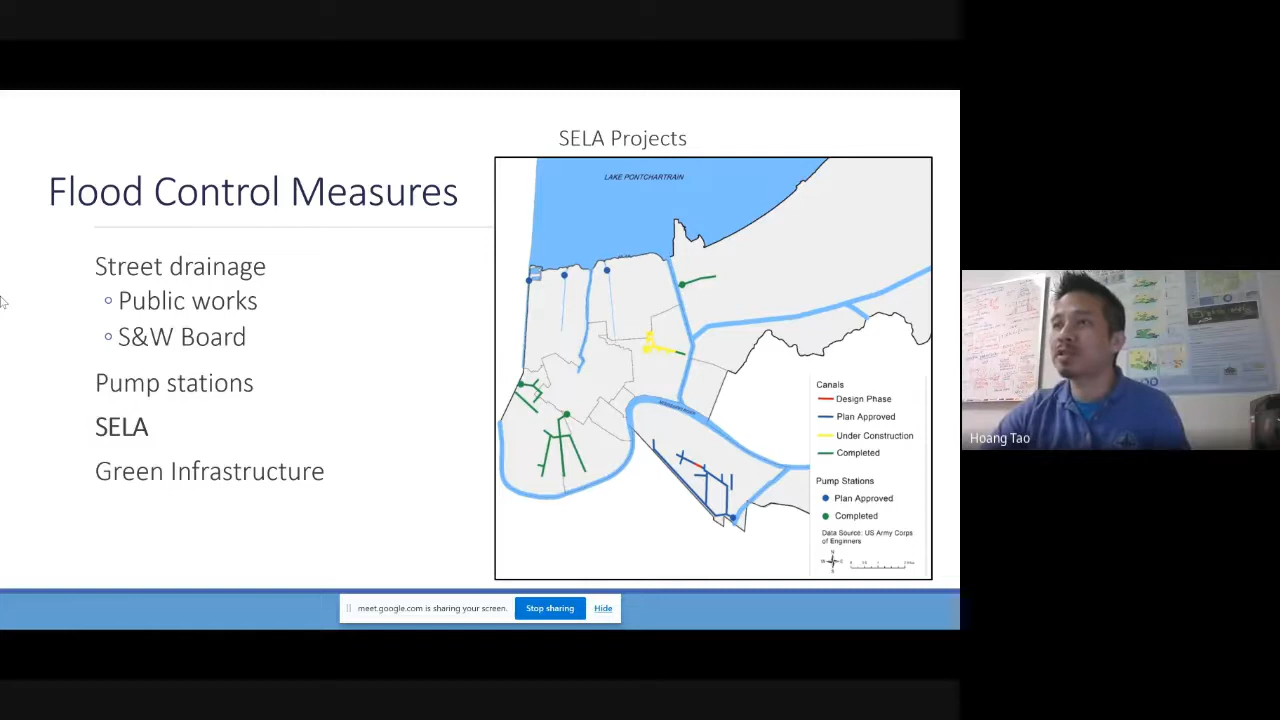 SELA Projects
Flood Control Measures
Street drainage
Public works
S&W Board
Pump stations
SELA
Green Infrastructure
LAKE PONTCHARTRAIN
Canals
Design Phase
Plan Approved
Under Construction
Completed
Pump Stations
Plan Approved
Completed
Data Source: US Army Corps
of Enginners
meet.google.com is sharing your screen.
Stop sharing
Hide
Hoang Tao